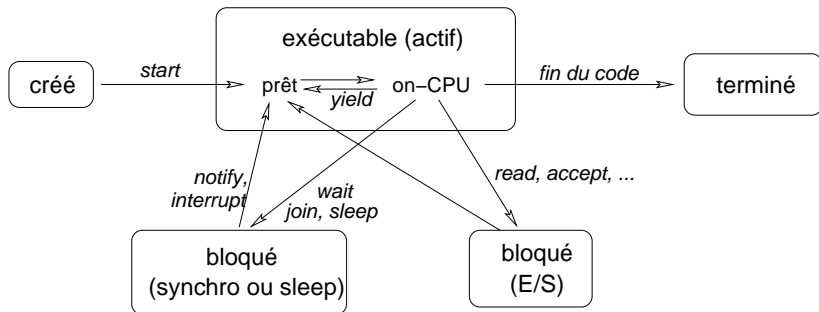 exécutable (actif)
créé
start
prêt
on–CPU
yield
fin du code
terminé
notify,
interrupt
wait
join, sleep
read, accept, ...
bloqué
(synchro ou sleep)
bloqué
(E/S)